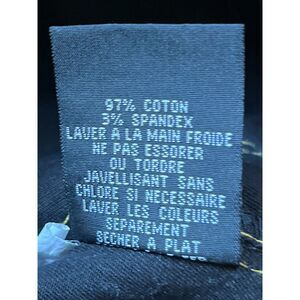 97% COTON
3% SPANDEX
LAVER A LA MAIN FROIDE
NE PAS ESSORER
OU TORDRE
JAVELLISANT SANS
CHLORE SI NECESSAIRE
LAVER LES COULEURS
SEPAREMENT
SECHER A PLAT